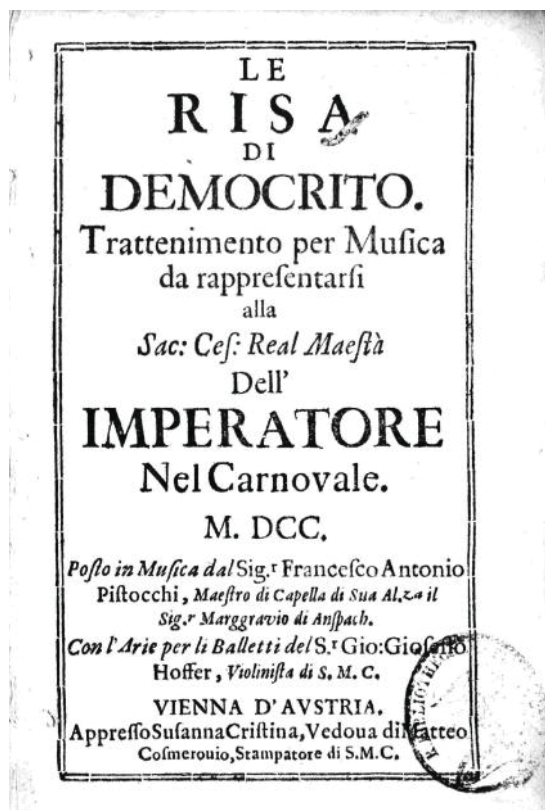 LE
RISA
DI
DEMOCRITO.
Trattenimento per Muſica
da rappreſentarſi
alla
Sac: Ceſ: Real Maeſtà
Dell'
IMPERATORE
Nel Carnovale.
M. DCC.
Poſto in Muſica dal Sig.r Franceſco Antonio
Piſtocchi, Maeſtro di Capella di Sua Al.za il
Sig.r Marggravio di Anſpach.
Con l'Arie per li Balletti del S.r Gio: Gioſeffo
Hoffer, Violiniſta di S. M. C.
VIENNA D'AVSTRIA.
Appreſſo Suſanna Criſtina, Vedoua di Matteo
Coſmerouio, Stampatore di S.M.C.